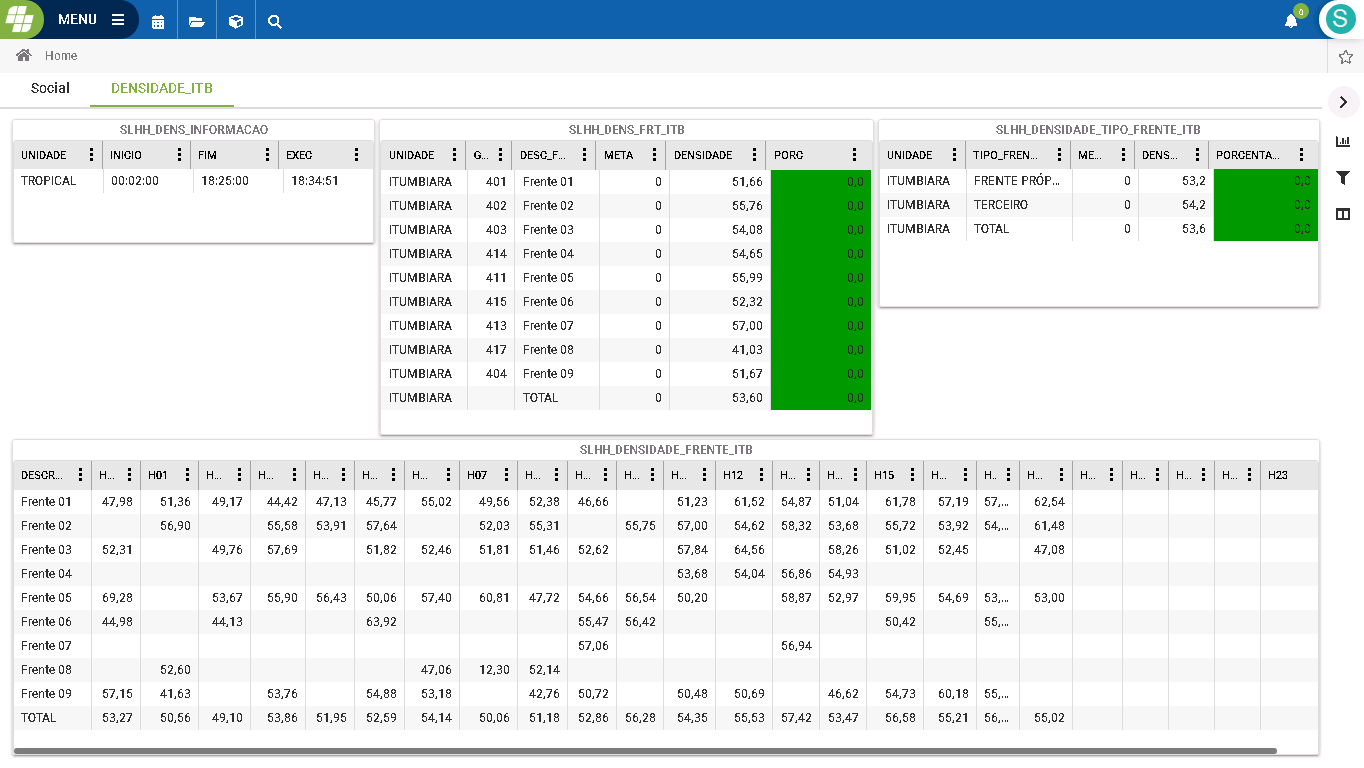 MENU
0
S
Home
Social DENSIDADE_ITB
SLHH_DENS_INFORMACAO
UNIDADE INICIO FIM EXEC
TROPICAL 00:02:00 18:25:00 18:34:51
SLHH_DENS_FRT_ITB
UNIDADE G... DESC_F... META DENSIDADE PORC
ITUMBIARA 401 Frente 01 0 51,66 0,0
ITUMBIARA 402 Frente 02 0 55,76 0,0
ITUMBIARA 403 Frente 03 0 54,08 0,0
ITUMBIARA 414 Frente 04 0 54,65 0,0
ITUMBIARA 411 Frente 05 0 55,99 0,0
ITUMBIARA 415 Frente 06 0 52,32 0,0
ITUMBIARA 413 Frente 07 0 57,00 0,0
ITUMBIARA 417 Frente 08 0 41,03 0,0
ITUMBIARA 404 Frente 09 0 51,67 0,0
ITUMBIARA TOTAL 0 53,60 0,0
SLHH_DENSIDADE_TIPO_FRENTE_ITB
UNIDADE TIPO_FREN... ME... DENS... PORCENTA...
ITUMBIARA FRENTE PRÓP... 0 53,2 0,0
ITUMBIARA TERCEIRO 0 54,2 0,0
ITUMBIARA TOTAL 0 53,6 0,0
SLHH_DENSIDADE_FRENTE_ITB
DESCR... H... H01 H... H... H... H... H... H07 H... H... H... H... H12 H... H... H15 H... H... H... H... H... H... H... H23
Frente 01 47,98 51,36 49,17 44,42 47,13 45,77 55,02 49,56 52,38 46,66 51,23 61,52 54,87 51,04 61,78 57,19 57,... 62,54
Frente 02 56,90 55,58 53,91 57,64 52,03 55,31 55,75 57,00 54,62 58,32 53,68 55,72 53,92 54,... 61,48
Frente 03 52,31 49,76 57,69 51,82 52,46 51,81 51,46 52,62 57,84 64,56 58,26 51,02 52,45 47,08
Frente 04 53,68 54,04 56,86 54,93
Frente 05 69,28 53,67 55,90 56,43 50,06 57,40 60,81 47,72 54,66 56,54 50,20 58,87 52,97 59,95 54,69 53,... 53,00
Frente 06 44,98 44,13 63,92 55,47 56,42 50,42 55,...
Frente 07 57,06 56,94
Frente 08 52,60 47,06 12,30 52,14
Frente 09 57,15 41,63 53,76 54,88 53,18 42,76 50,72 50,48 50,69 46,62 54,73 60,18 55,...
TOTAL 53,27 50,56 49,10 53,86 51,95 52,59 54,14 50,06 51,18 52,86 56,28 54,35 55,53 57,42 53,47 56,58 55,21 56,... 55,02